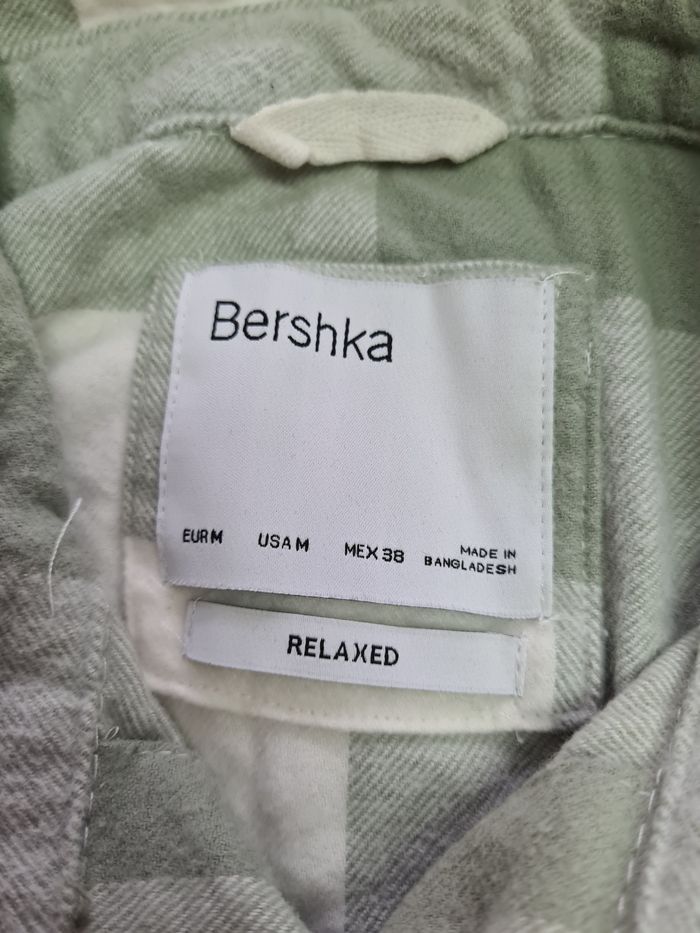 Bershka
EUR M USA M MEX 38 MADE IN
BANGLADESH
RELAXED